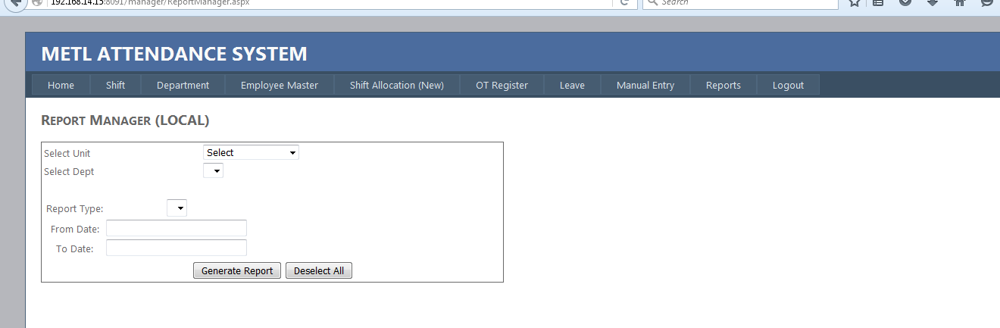 192.168.14.15:8091/manager/ReportManager.aspx
Search
METL ATTENDANCE SYSTEM
Home Shift Department Employee Master Shift Allocation (New) OT Register Leave Manual Entry Reports Logout
REPORT MANAGER (LOCAL)
Select Unit Select
Select Dept
Report Type:
From Date:
To Date:
Generate Report Deselect All